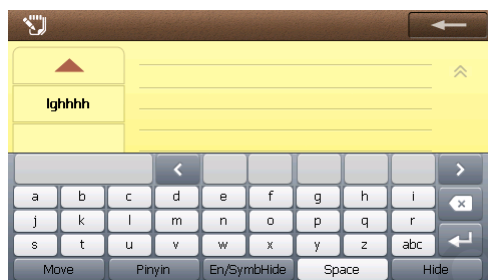 lghhhh
a b c d e f g h i
j k l m n o p q r
s t u v w x y z abc
Move Pinyin En/SymbHide Space Hide